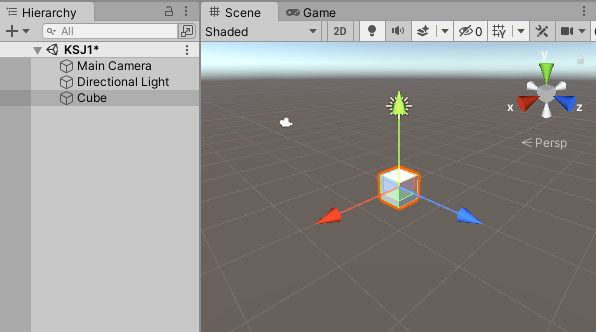 Hierarchy
All
KSJ1*
Main Camera
Directional Light
Cube
Scene
Game
Shaded
2D
0
y
x
z
Persp